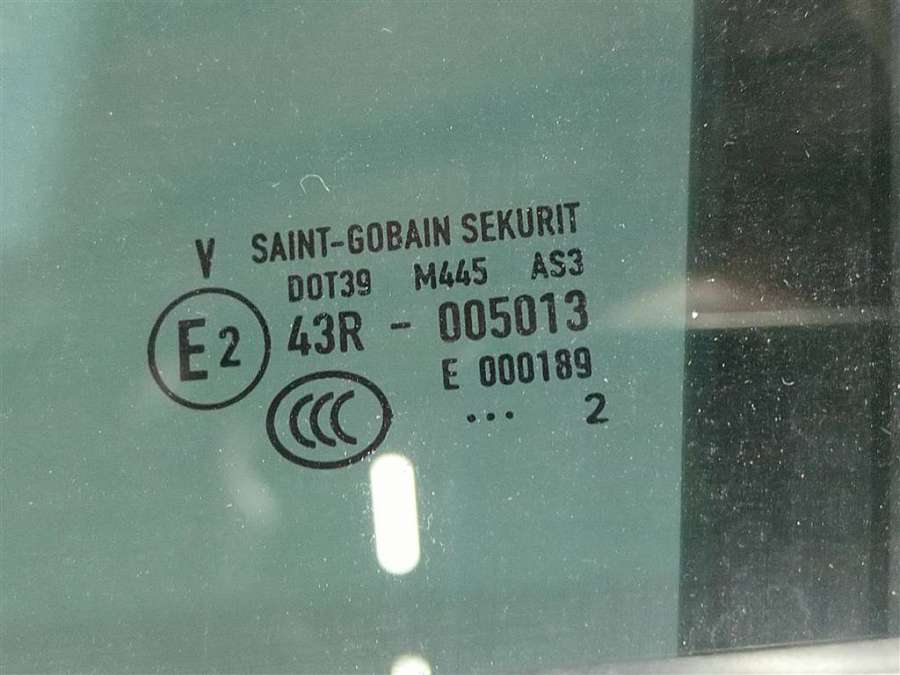 V SAINT-GOBAIN SEKURIT
DOT39 M445 AS3
E2 43R - 005013
E 000189
CCC ... 2